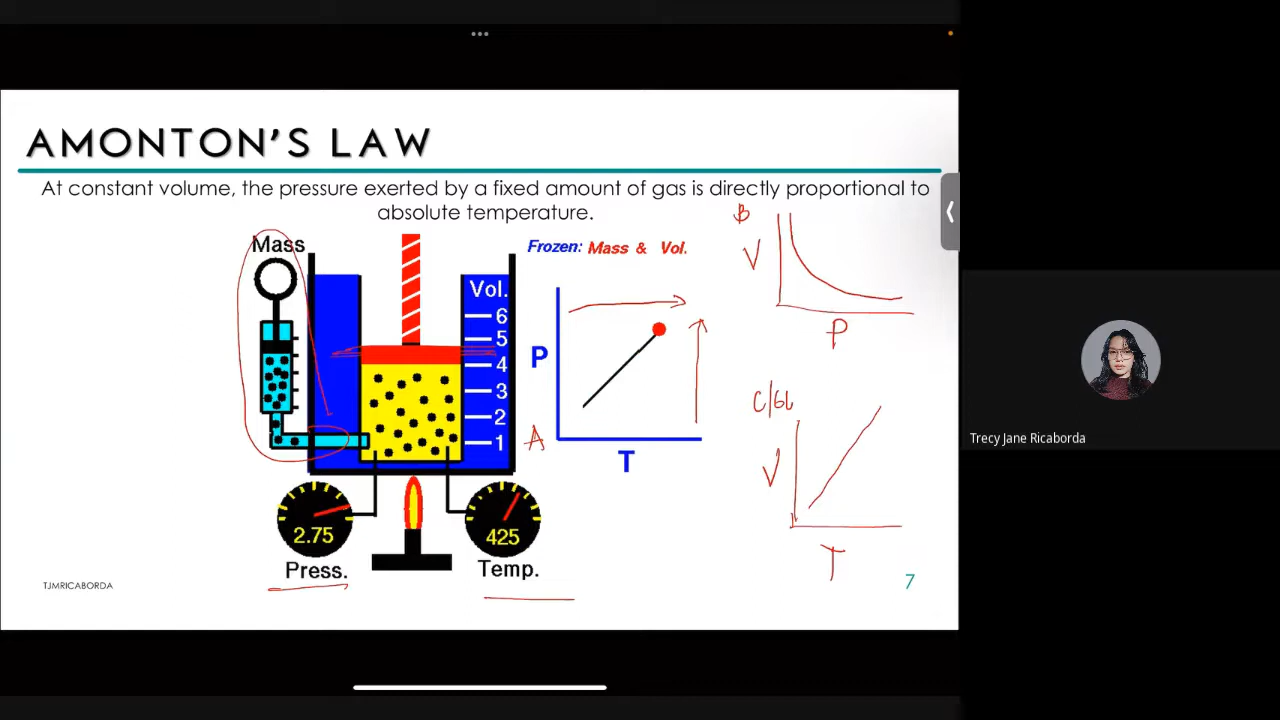 AMONTON'S LAW
At constant volume, the pressure exerted by a fixed amount of gas is directly proportional to
absolute temperature.
Mass
Vol.
6
5
4
3
2
1
2.75
Press.
425
Temp.
Frozen: Mass & Vol.
P
T
A
B
V
P
C/GL
V
T
TJMRICABORDA
7
Trecy Jane Ricaborda